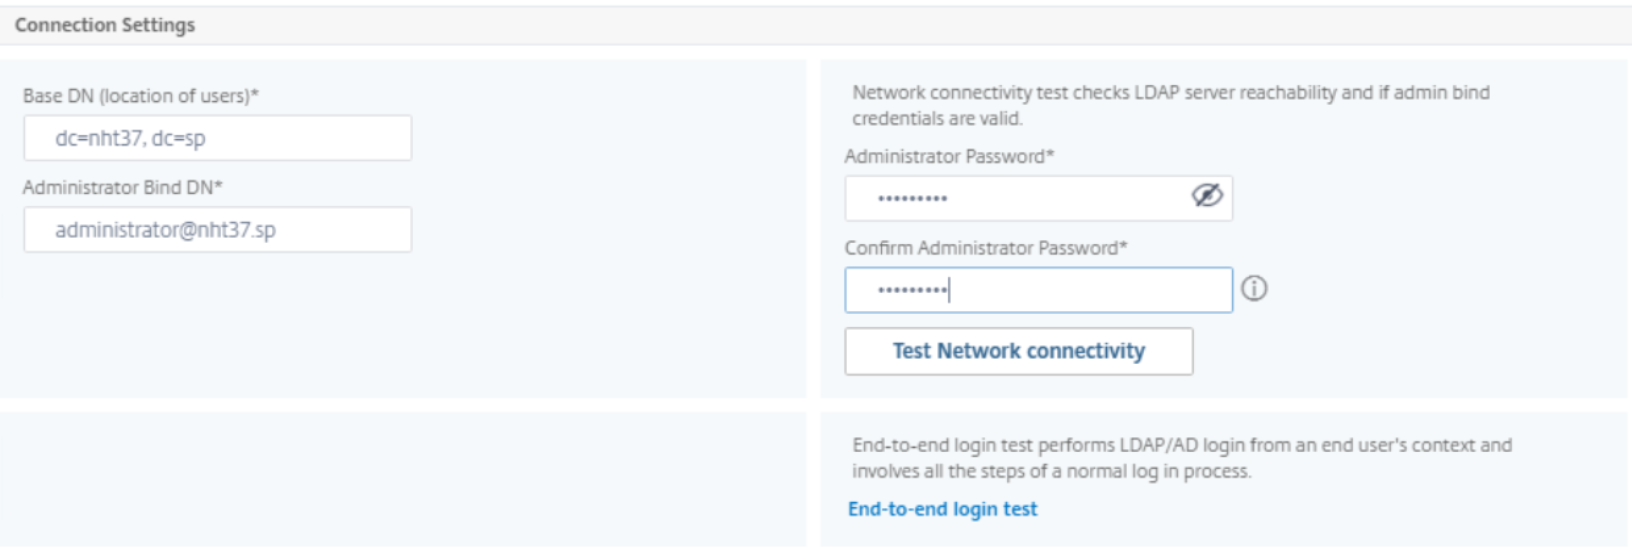 Connection Settings
Base DN (location of users)*
dc=nht37, dc=sp
Administrator Bind DN*
administrator@nht37.sp
Network connectivity test checks LDAP server reachability and if admin bind
credentials are valid.
Administrator Password*
•••••••••
Confirm Administrator Password*
•••••••••
Test Network connectivity
End-to-end login test performs LDAP/AD login from an end user's context and
involves all the steps of a normal log in process.
End-to-end login test